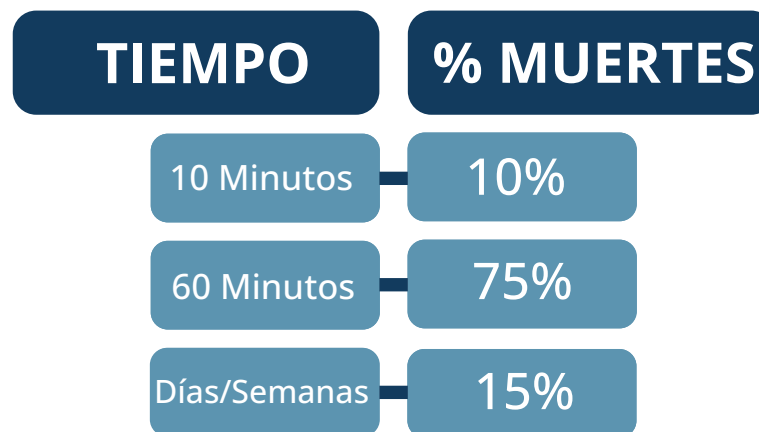 TIEMPO % MUERTES
10 Minutos 10%
60 Minutos 75%
Días/Semanas 15%